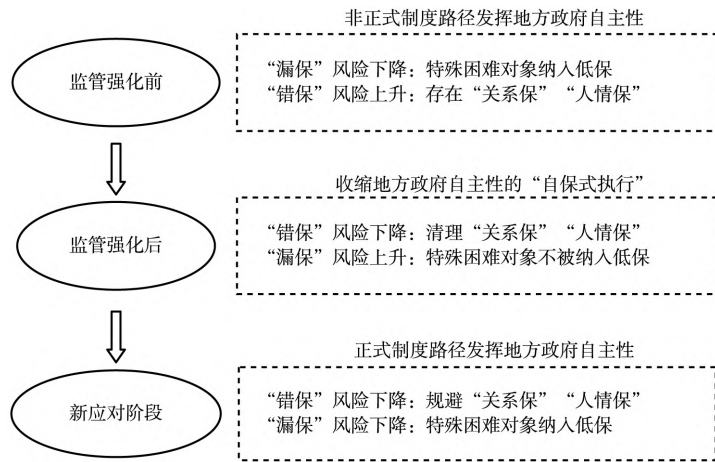 非正式制度路径发挥地方政府自主性
监管强化前
“漏保”风险下降：特殊困难对象纳入低保
“错保”风险上升：存在“关系保”“人情保”
收缩地方政府自主性的“自保式执行”
监管强化后
“错保”风险下降：清理“关系保”“人情保”
“漏保”风险上升：特殊困难对象不被纳入低保
正式制度路径发挥地方政府自主性
新应对阶段
“错保”风险下降：规避“关系保”“人情保”
“漏保”风险下降：特殊困难对象纳入低保